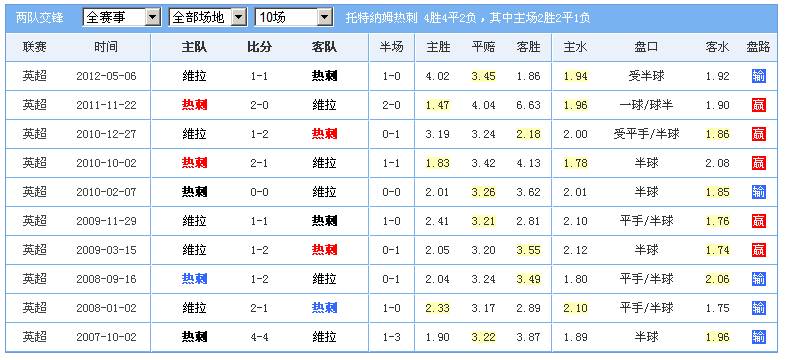 两队交锋 全赛事 全部场地 10场 托特纳姆热刺 4胜4平2负，其中主场2胜2平1负
联赛 时间 主队 比分 客队 半场 主胜 平赔 客胜 主水 盘口 客水 盘路
英超 2012-05-06 维拉 1-1 热刺 1-0 4.02 3.45 1.86 1.94 受半球 1.92 输
英超 2011-11-22 热刺 2-0 维拉 2-0 1.47 4.04 6.63 1.96 一球/球半 1.90 赢
英超 2010-12-27 维拉 1-2 热刺 0-1 3.19 3.24 2.18 2.00 受平手/半球 1.86 赢
英超 2010-10-02 热刺 2-1 维拉 1-1 1.83 3.42 4.13 1.78 半球 2.08 赢
英超 2010-02-07 热刺 0-0 维拉 0-0 2.01 3.26 3.62 2.01 半球 1.85 输
英超 2009-11-29 维拉 1-1 热刺 1-0 2.41 3.21 2.81 2.10 平手/半球 1.76 赢
英超 2009-03-15 维拉 1-2 热刺 0-1 2.05 3.20 3.55 2.12 半球 1.74 赢
英超 2008-09-16 热刺 1-2 维拉 0-1 2.04 3.24 3.49 1.80 平手/半球 2.06 输
英超 2008-01-02 维拉 2-1 热刺 1-0 2.33 3.17 2.89 2.10 平手/半球 1.75 输
英超 2007-10-02 热刺 4-4 维拉 1-3 1.90 3.22 3.87 1.89 半球 1.96 输